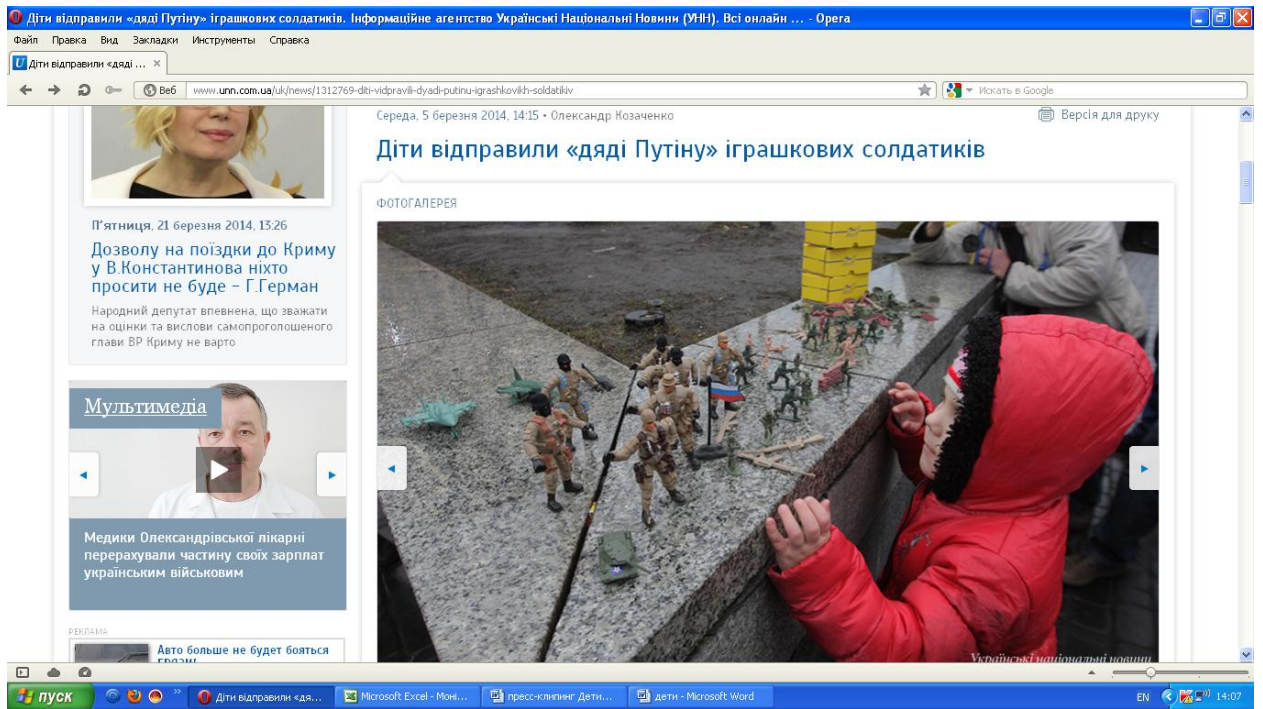 Діти відправили «дяді Путіну» іграшкових солдатиків. Інформаційне агентство Українські Національні Новини (УНН). Всі онлайн ... - Opera
Файл Правка Вид Закладки Инструменты Справка
Діти відправили «дяді ...
Веб www.unn.com.ua/uk/news/1312769-diti-vidpravili-dyadi-putinu-igrashkovikh-soldatikiv Искать в Google
Середа, 5 березня 2014, 14:15 • Олександр Козаченко Версія для друку
Діти відправили «дяді Путіну» іграшкових солдатиків
ФОТОГАЛЕРЕЯ
П'ятниця, 21 березня 2014, 13:26
Дозволу на поїздки до Криму
у В.Константинова ніхто
просити не буде - Г.Герман
Народний депутат впевнена, що зважати
на оцінки та вислови самопроголошеного
глави ВР Криму не варто
Мультимедіа
Медики Олександрівської лікарні
перерахували частину своїх зарплат
українським військовим
РЕКЛАМА
Авто больше не будет бояться
Українські національні новини
пуск Діти відправили «дя... Microsoft Excel - Моні... пресс-клипинг Дети... дети - Microsoft Word EN 14:07